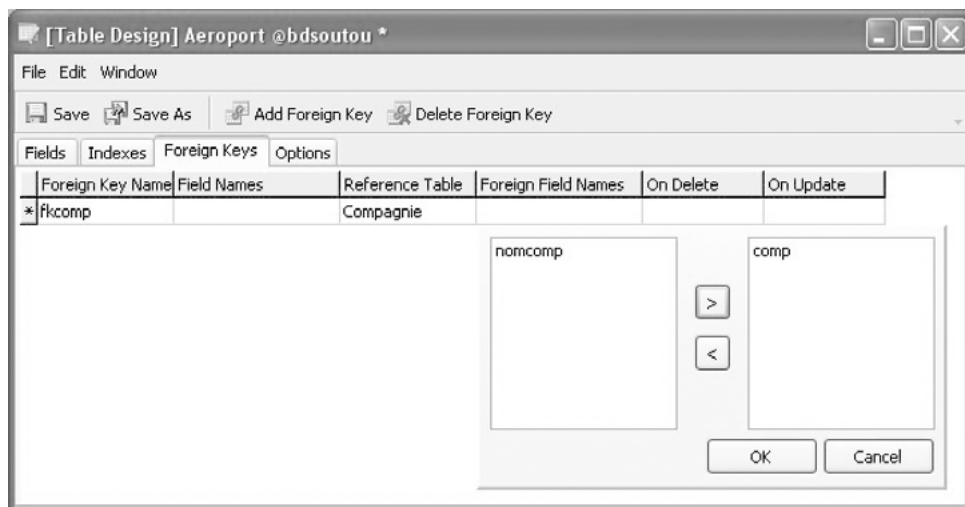 [Table Design] Aeroport @bdsoutou *
File Edit Window
Save Save As Add Foreign Key Delete Foreign Key
Fields Indexes Foreign Keys Options
Foreign Key Name Field Names Reference Table Foreign Field Names On Delete On Update
* fkcomp Compagnie
nomcomp comp
>
<
OK Cancel